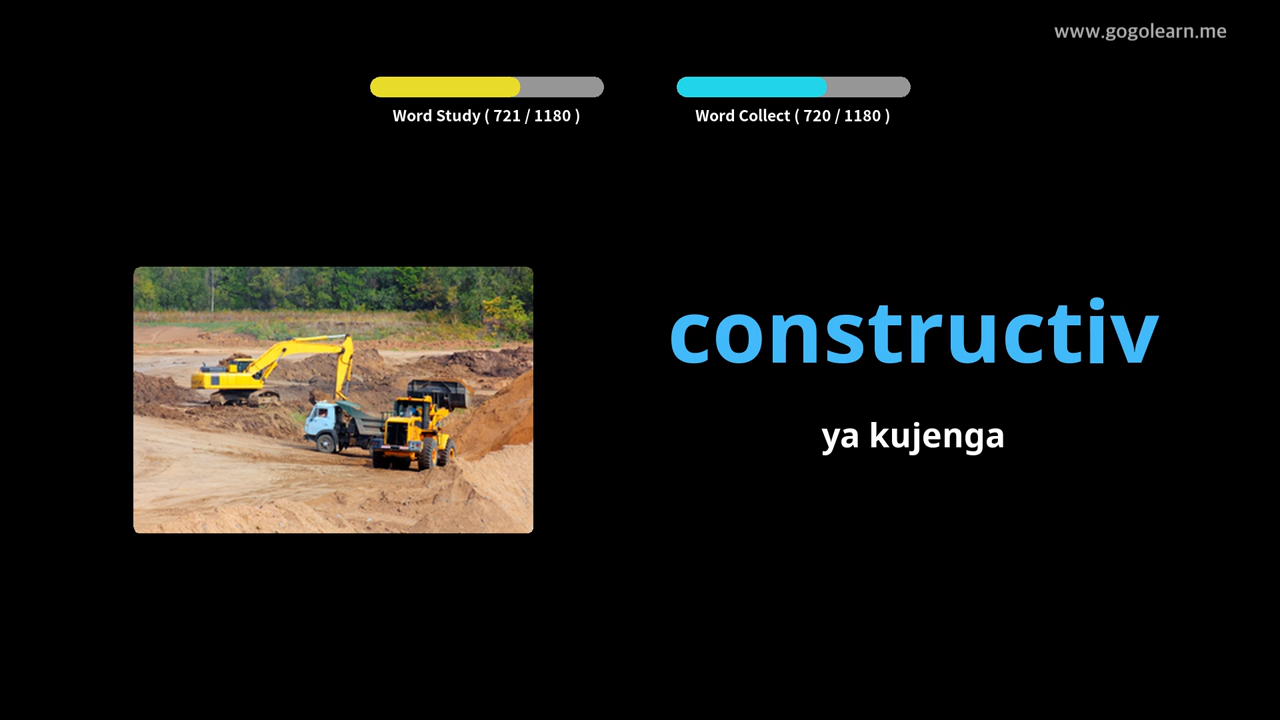 www.gogolearn.me
Word Study ( 721 / 1180 )
Word Collect ( 720 / 1180 )
constructiv
ya kujenga